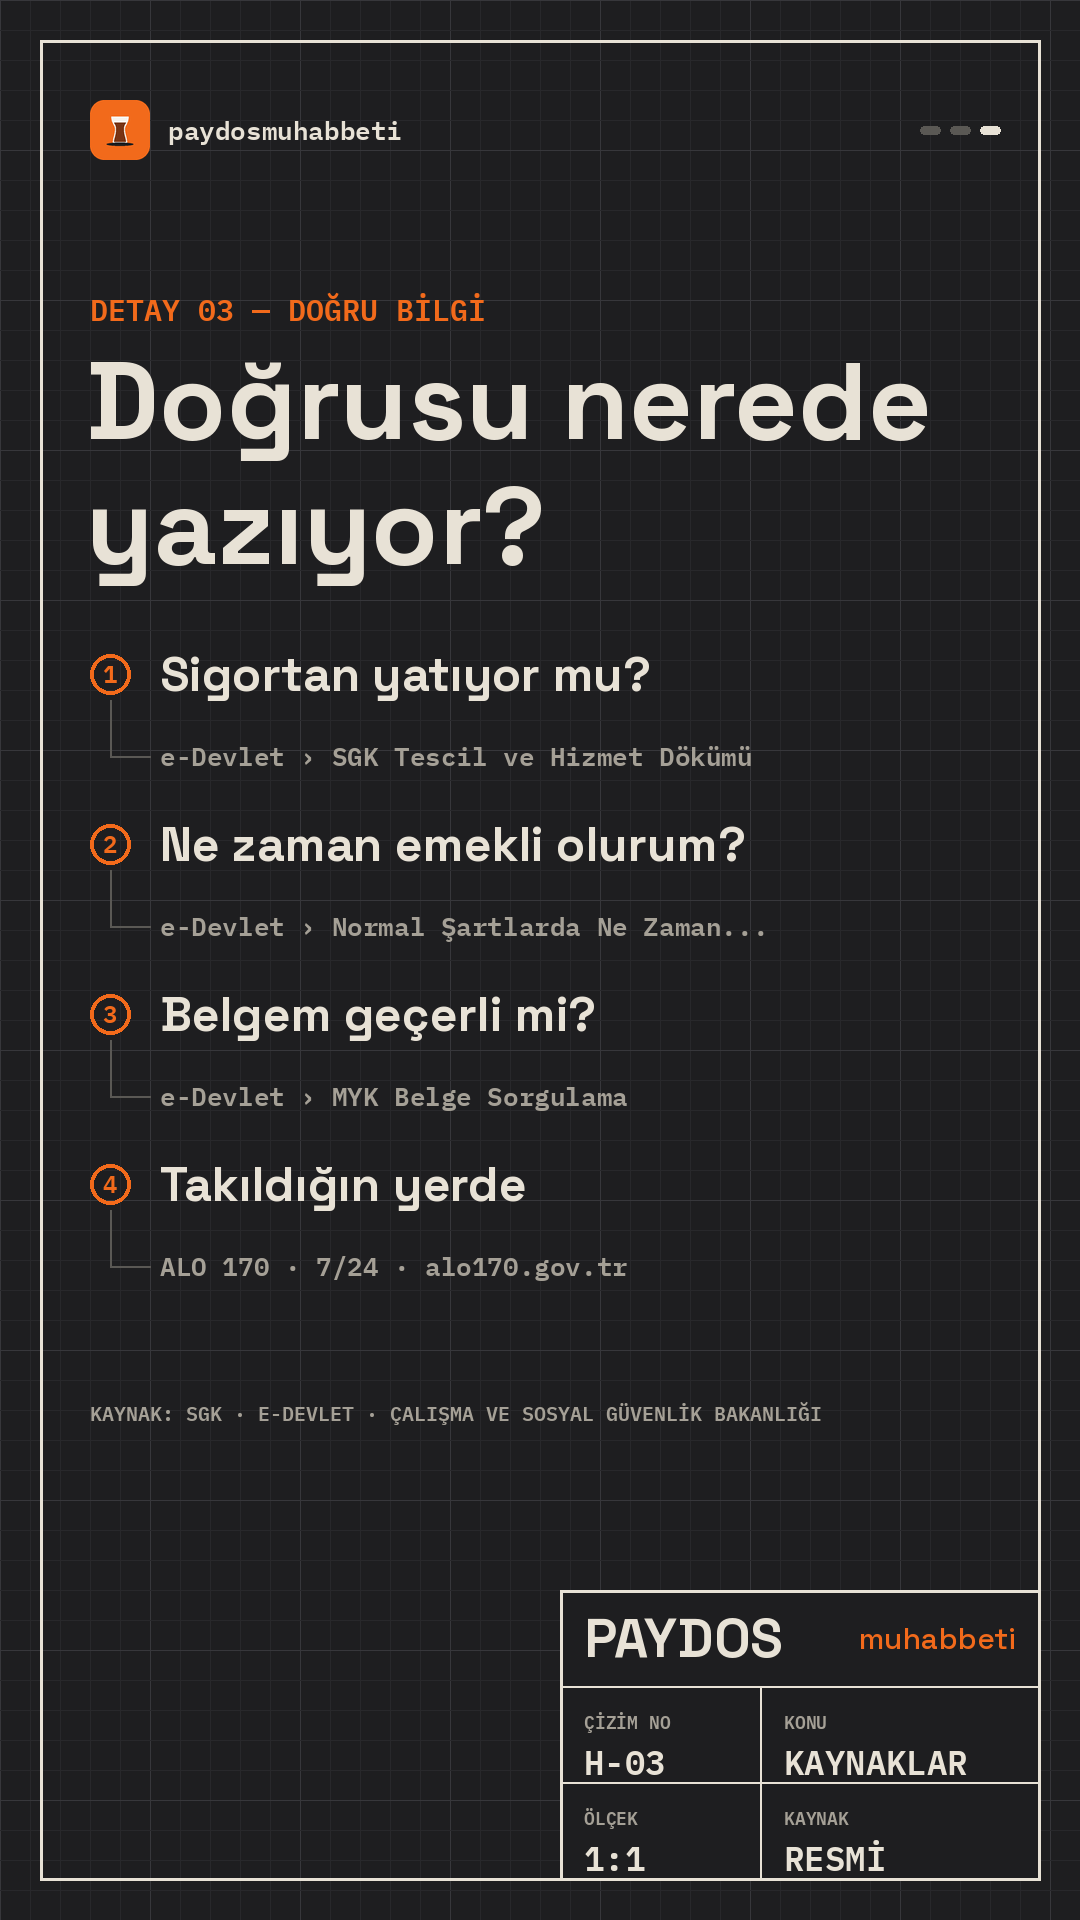 paydosmuhabbeti
DETAY 03 — DOĞRU BİLGİ
Doğrusu nerede
yazıyor?
1 Sigortan yatıyor mu?
e-Devlet › SGK Tescil ve Hizmet Dökümü
2 Ne zaman emekli olurum?
e-Devlet › Normal Şartlarda Ne Zaman...
3 Belgem geçerli mi?
e-Devlet › MYK Belge Sorgulama
4 Takıldığın yerde
ALO 170 · 7/24 · alo170.gov.tr
KAYNAK: SGK · E-DEVLET · ÇALIŞMA VE SOSYAL GÜVENLİK BAKANLIĞI
PAYDOS muhabbeti
ÇİZİM NO KONU
H-03 KAYNAKLAR
ÖLÇEK KAYNAK
1:1 RESMİ